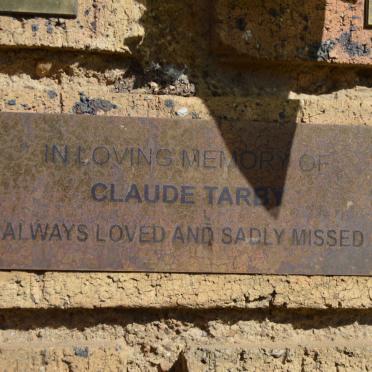 IN LOVING MEMORY OF
CLAUDE TARBY
ALWAYS LOVED AND SADLY MISSED